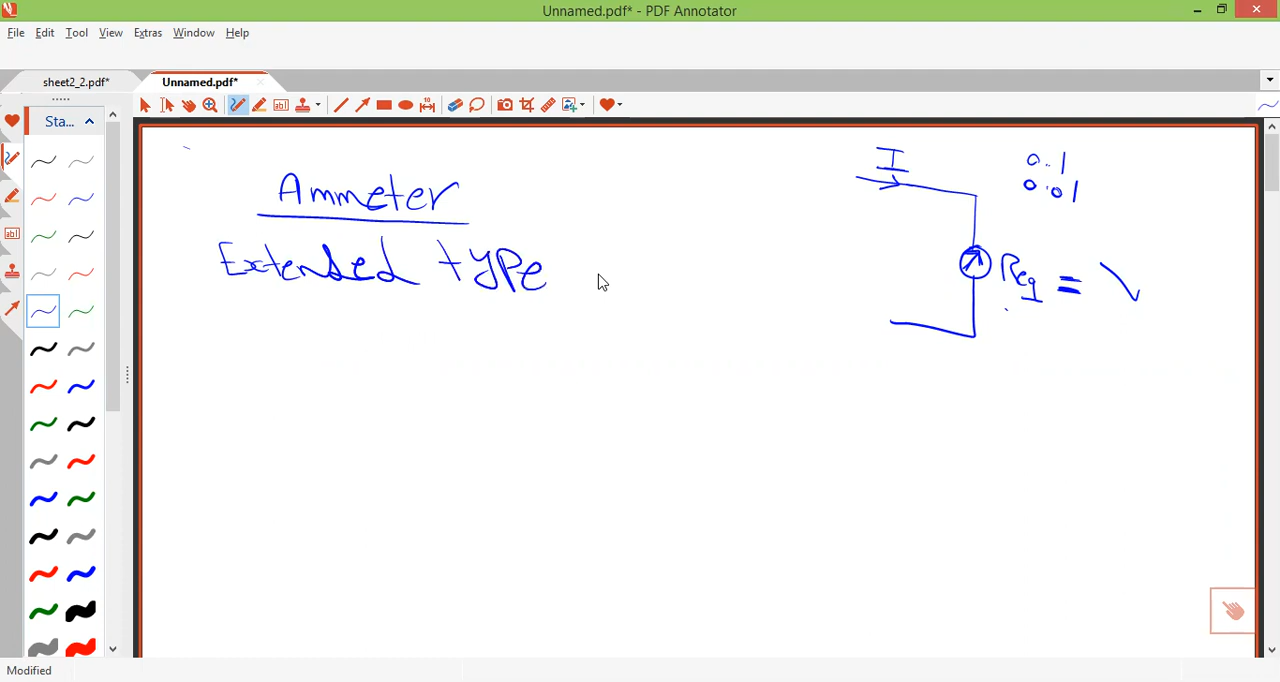 Unnamed.pdf* - PDF Annotator
File Edit Tool View Extras Window Help
sheet2_2.pdf* Unnamed.pdf*
Sta...
Ammeter
Extended type
I
0.1
0.01
Req =
Modified